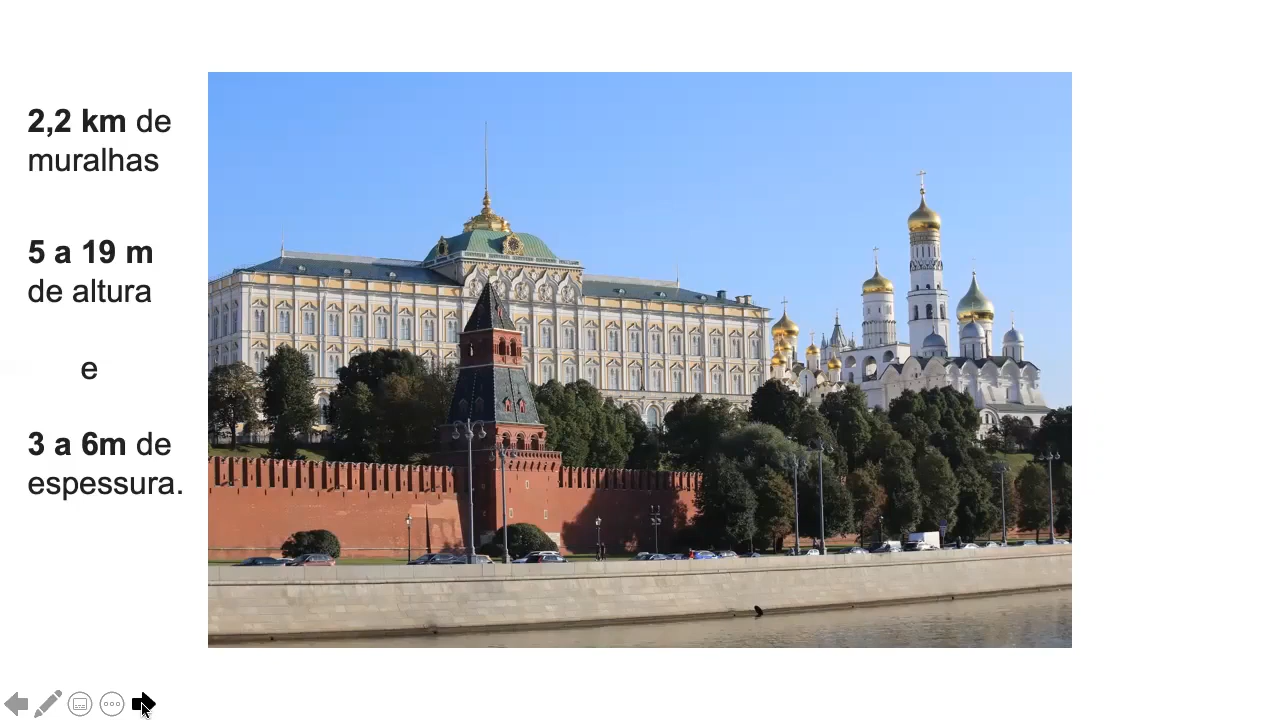 2,2 km de
muralhas
5 a 19 m
de altura
e
3 a 6m de
espessura.